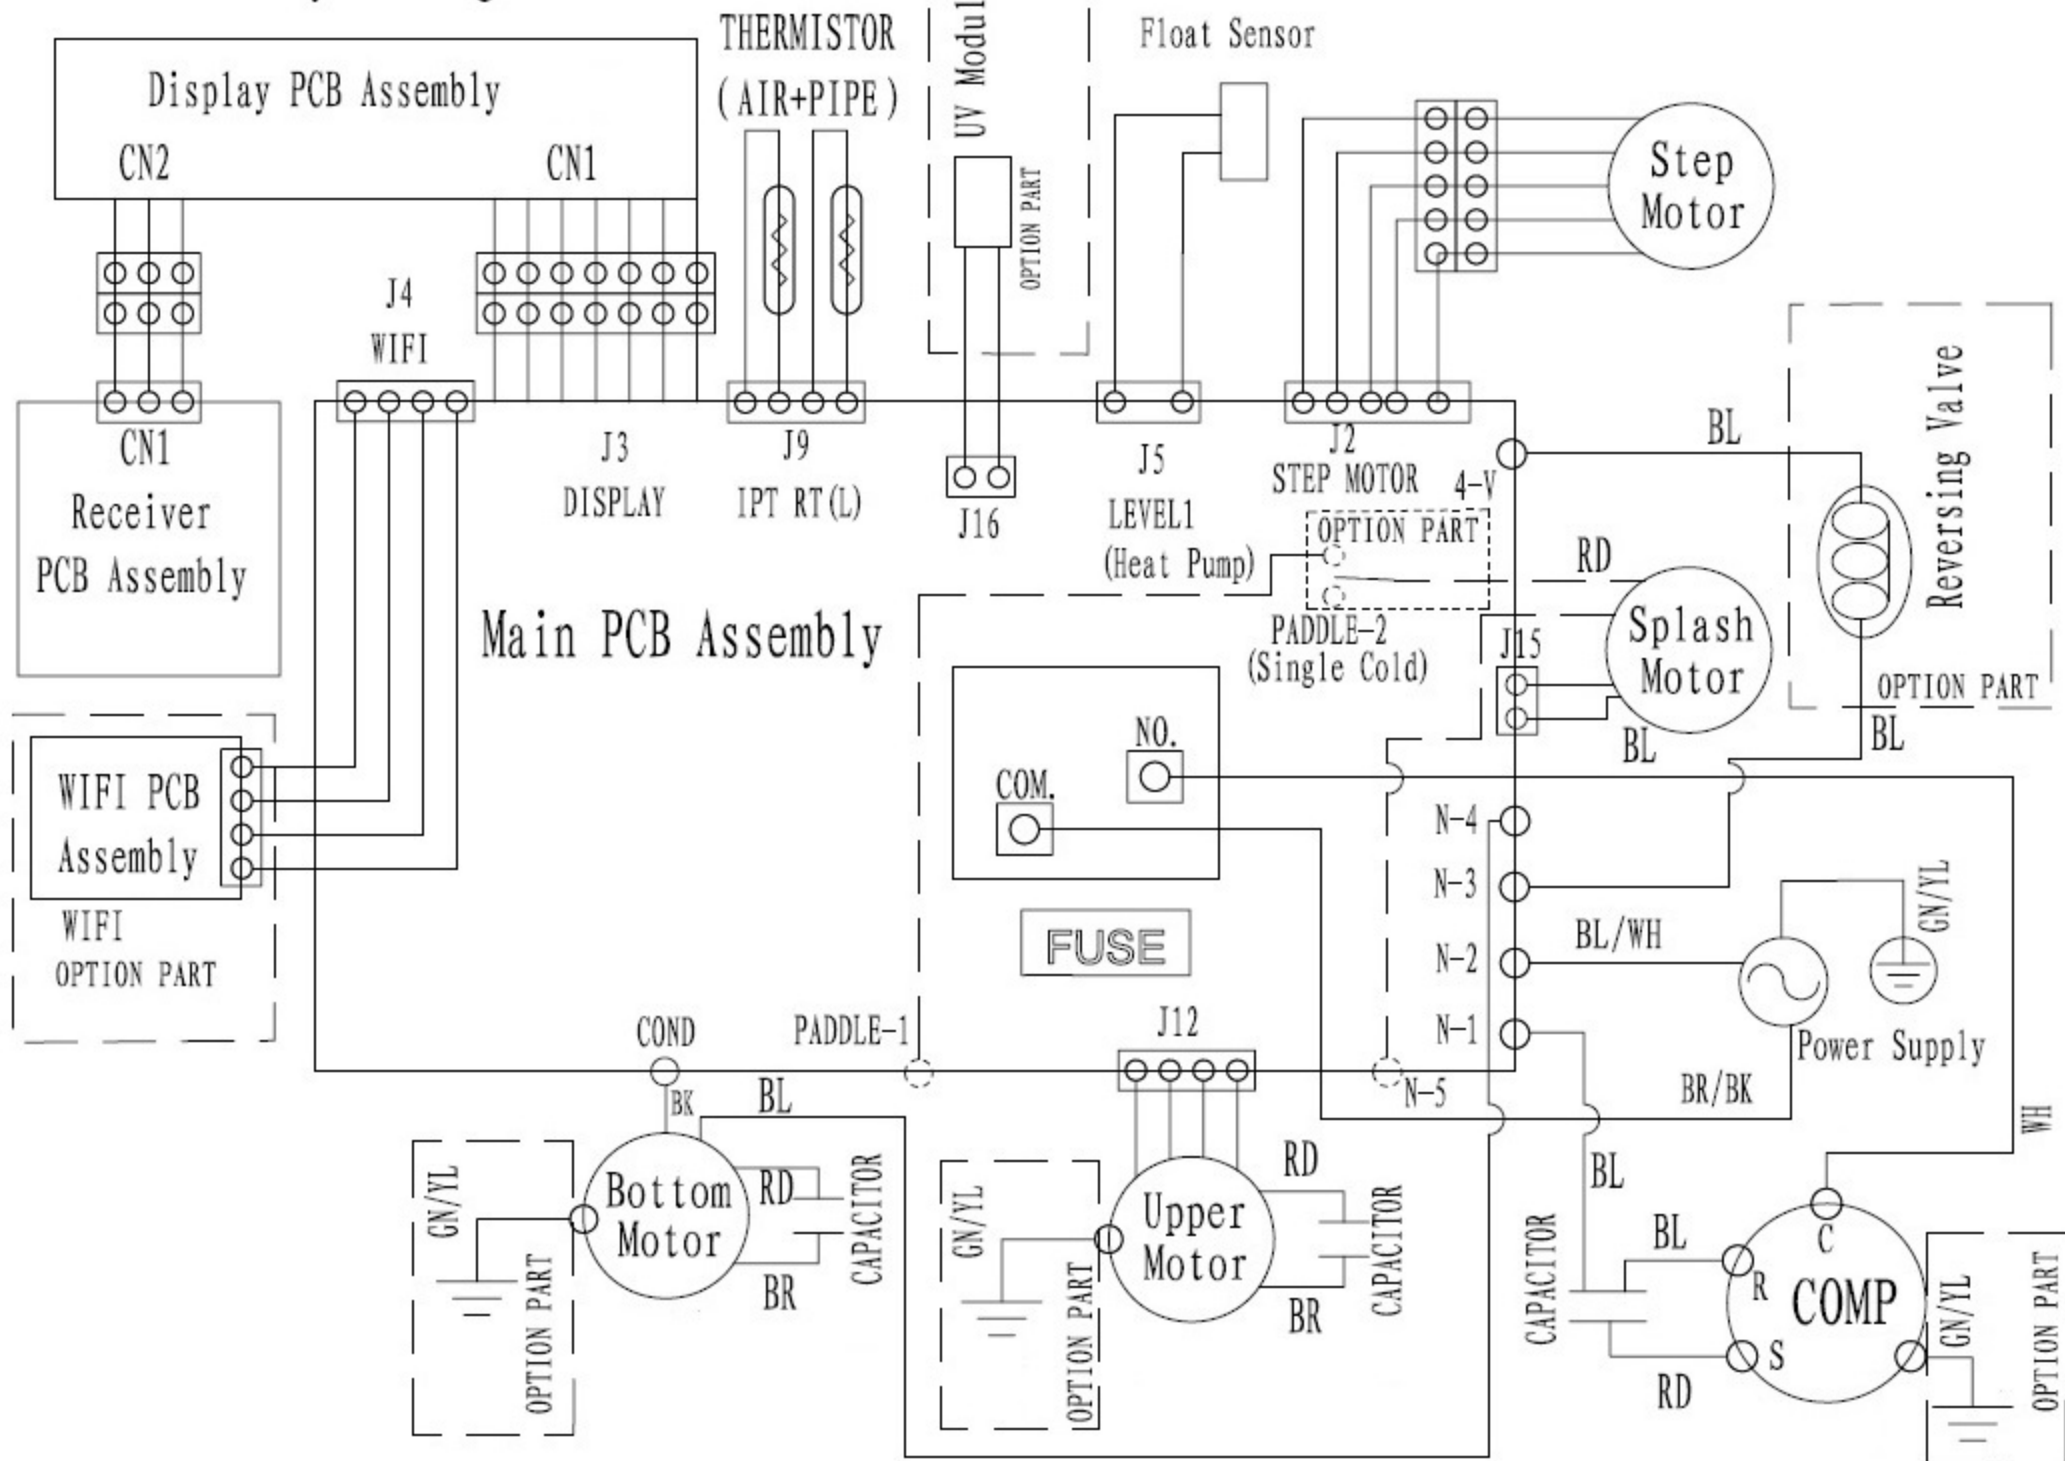 THERMISTOR
(AIR+PIPE)
UV Modul
OPTION PART
Float Sensor
Display PCB Assembly
CN2
CN1
Step
Motor
J4
WIFI
CN1
Receiver
PCB Assembly
J3
DISPLAY
J9
IPT RT(L)
J16
J5
LEVEL1
(Heat Pump)
J2
STEP MOTOR
4-V
OPTION PART
BL
Reversing Valve
OPTION PART
BL
RD
PADDLE-2
(Single Cold)
J15
Splash
Motor
BL
Main PCB Assembly
NO.
COM.
FUSE
WIFI PCB
Assembly
WIFI
OPTION PART
N-4
N-3
N-2
N-1
BL/WH
GN/YL
Power Supply
BR/BK
WH
COND
BK
BL
PADDLE-1
J12
N-5
GN/YL
OPTION PART
Bottom
Motor
RD
BR
CAPACITOR
GN/YL
OPTION PART
Upper
Motor
RD
BR
CAPACITOR
BL
CAPACITOR
BL
RD
C
R
S
COMP
GN/YL
OPTION PART